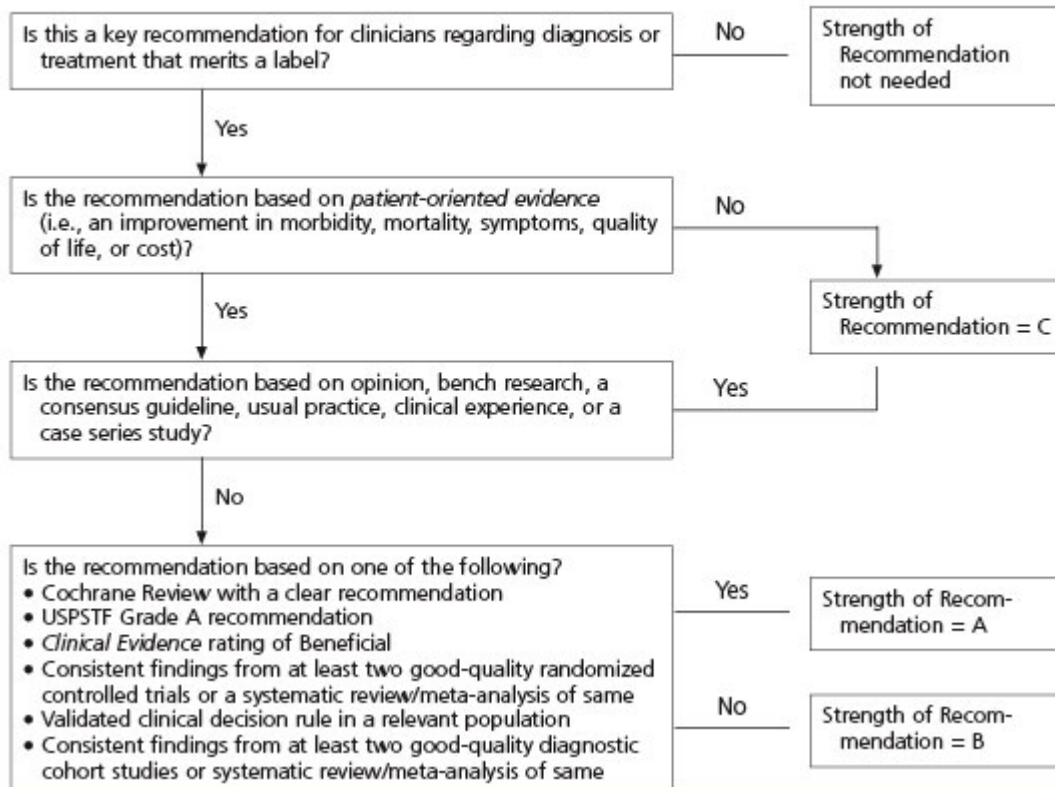 Is this a key recommendation for clinicians regarding diagnosis or
treatment that merits a label?
No
Strength of
Recommendation
not needed
Yes
Is the recommendation based on patient-oriented evidence
(i.e., an improvement in morbidity, mortality, symptoms, quality
of life, or cost)?
No
Yes
Strength of
Recommendation = C
Is the recommendation based on opinion, bench research, a
consensus guideline, usual practice, clinical experience, or a
case series study?
Yes
No
Is the recommendation based on one of the following?
• Cochrane Review with a clear recommendation
• USPSTF Grade A recommendation
• Clinical Evidence rating of Beneficial
• Consistent findings from at least two good-quality randomized
controlled trials or a systematic review/meta-analysis of same
• Validated clinical decision rule in a relevant population
• Consistent findings from at least two good-quality diagnostic
cohort studies or systematic review/meta-analysis of same
Yes
Strength of Recom-
mendation = A
No
Strength of Recom-
mendation = B